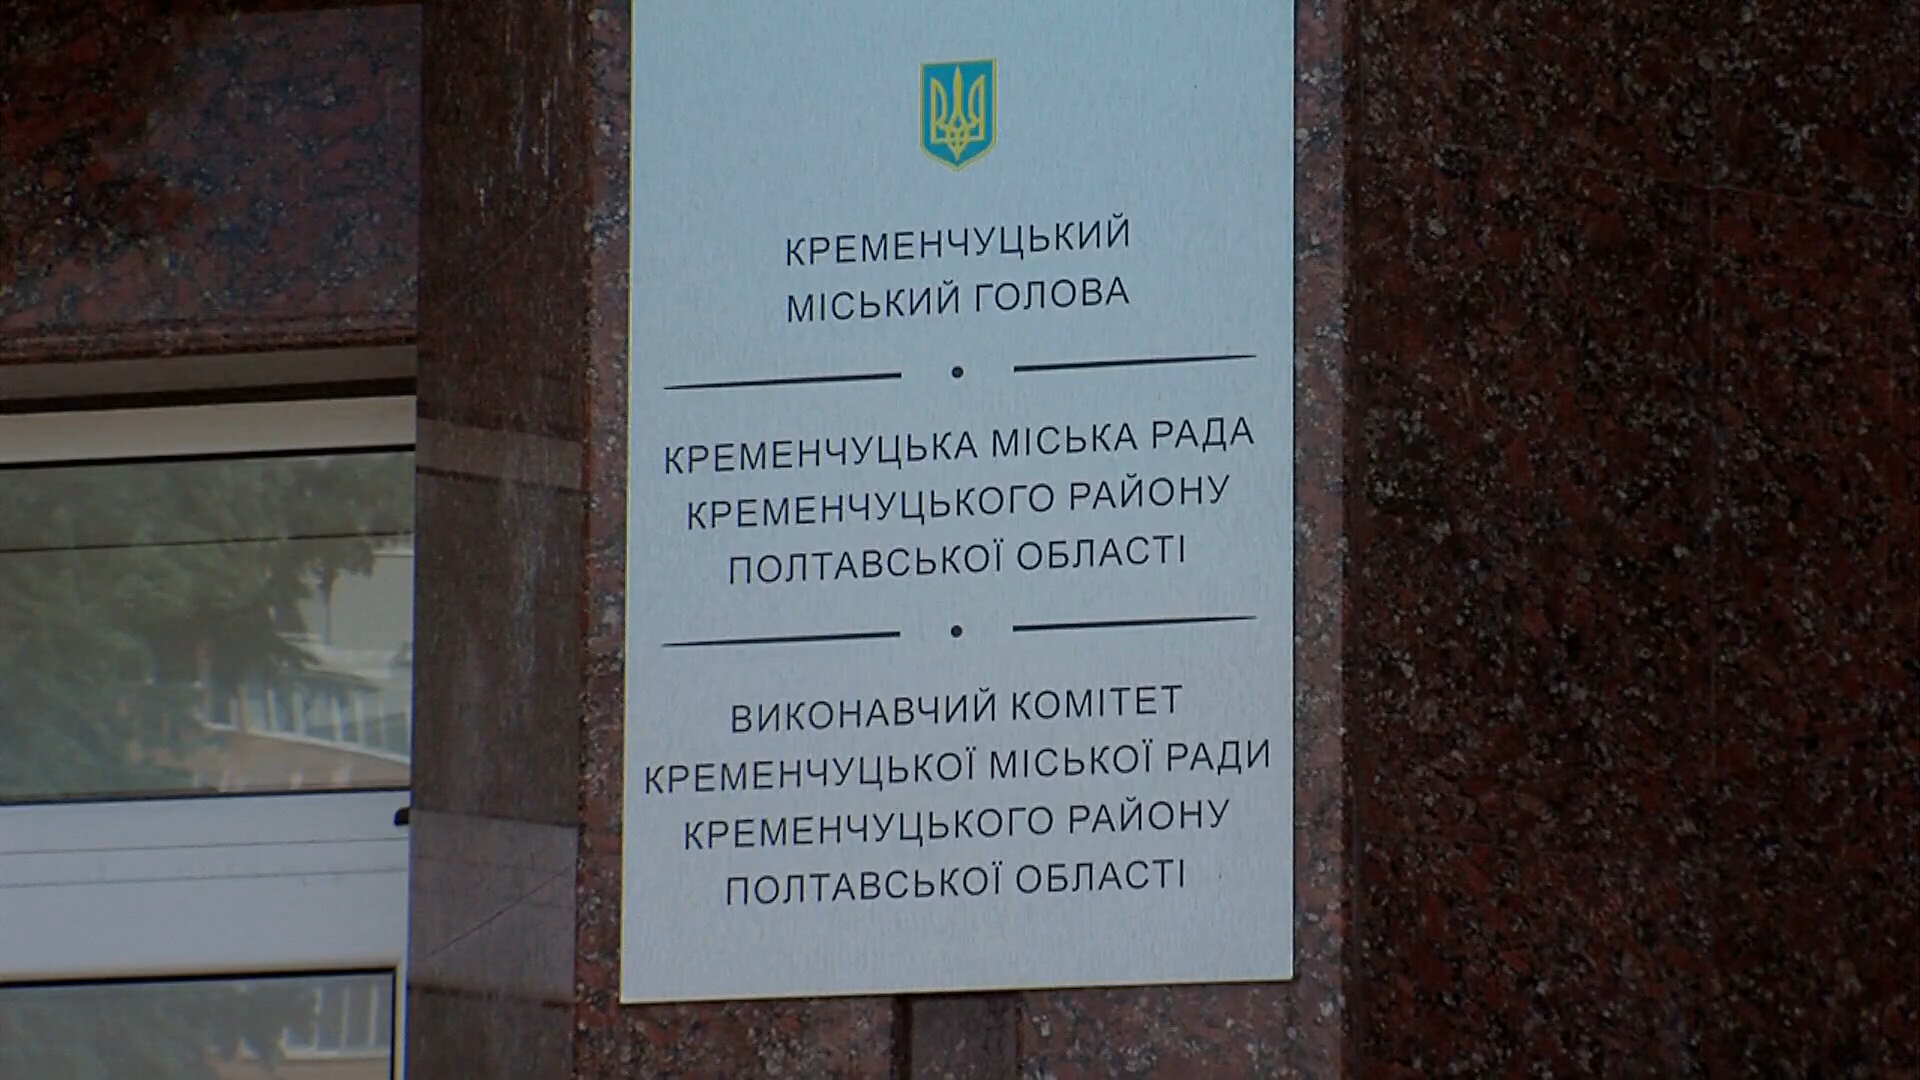 КРЕМЕНЧУЦЬКИЙ
МІСЬКИЙ ГОЛОВА
КРЕМЕНЧУЦЬКА МІСЬКА РАДА
КРЕМЕНЧУЦЬКОГО РАЙОНУ
ПОЛТАВСЬКОЇ ОБЛАСТІ
ВИКОНАВЧИЙ КОМІТЕТ
КРЕМЕНЧУЦЬКОЇ МІСЬКОЇ РАДИ
КРЕМЕНЧУЦЬКОГО РАЙОНУ
ПОЛТАВСЬКОЇ ОБЛАСТІ